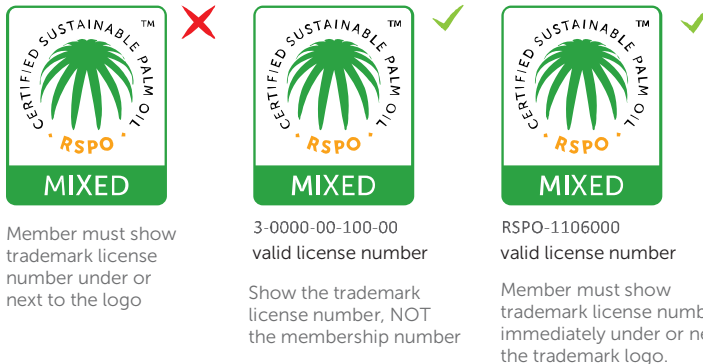 CERTIFIED SUSTAINABLE PALM OIL TM
RSPO
MIXED
Member must show
trademark license
number under or
next to the logo
CERTIFIED SUSTAINABLE PALM OIL TM
RSPO
MIXED
3-0000-00-100-00
valid license number
Show the trademark
license number, NOT
the membership number
CERTIFIED SUSTAINABLE PALM OIL TM
RSPO
MIXED
RSPO-1106000
valid license number
Member must show
trademark license
immediately under or
the trademark logo.